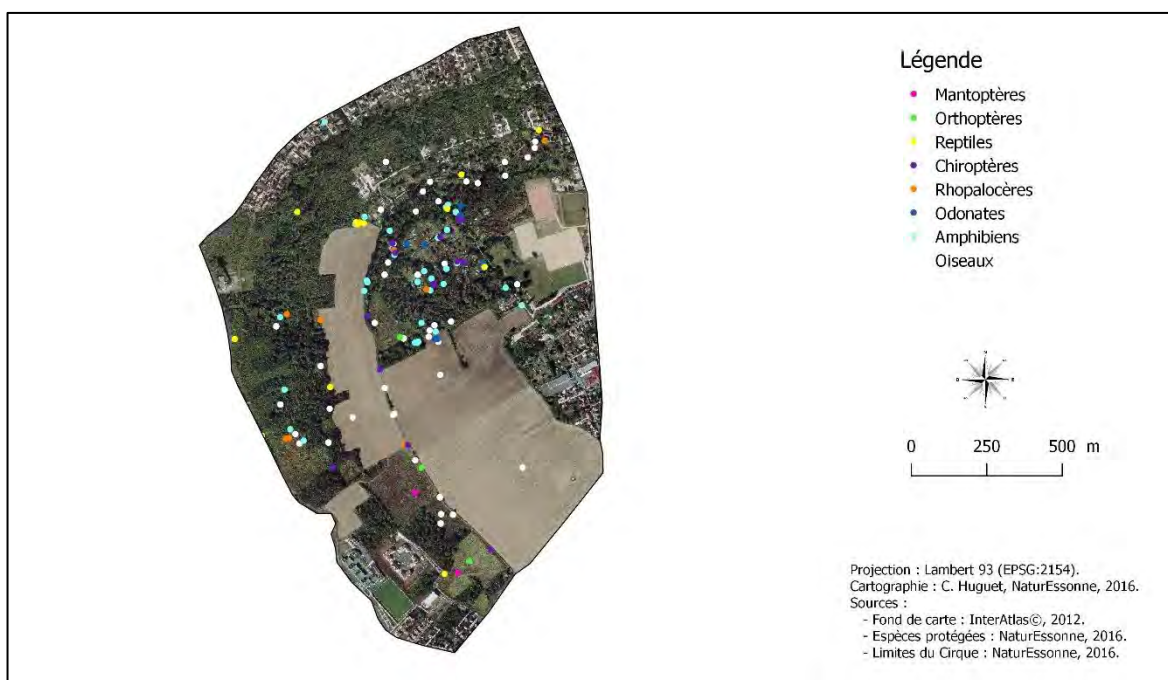 Légende
Mantoptères
Orthoptères
Reptiles
Chiroptères
Rhopalocères
Odonates
Amphibiens
Oiseaux
0 250 500 m
Projection : Lambert 93 (EPSG:2154).
Cartographie : C. Huguet, NaturEssonne, 2016.
Sources :
- Fond de carte : InterAtlas©, 2012.
- Espèces protégées : NaturEssonne, 2016.
- Limites du Cirque : NaturEssonne, 2016.